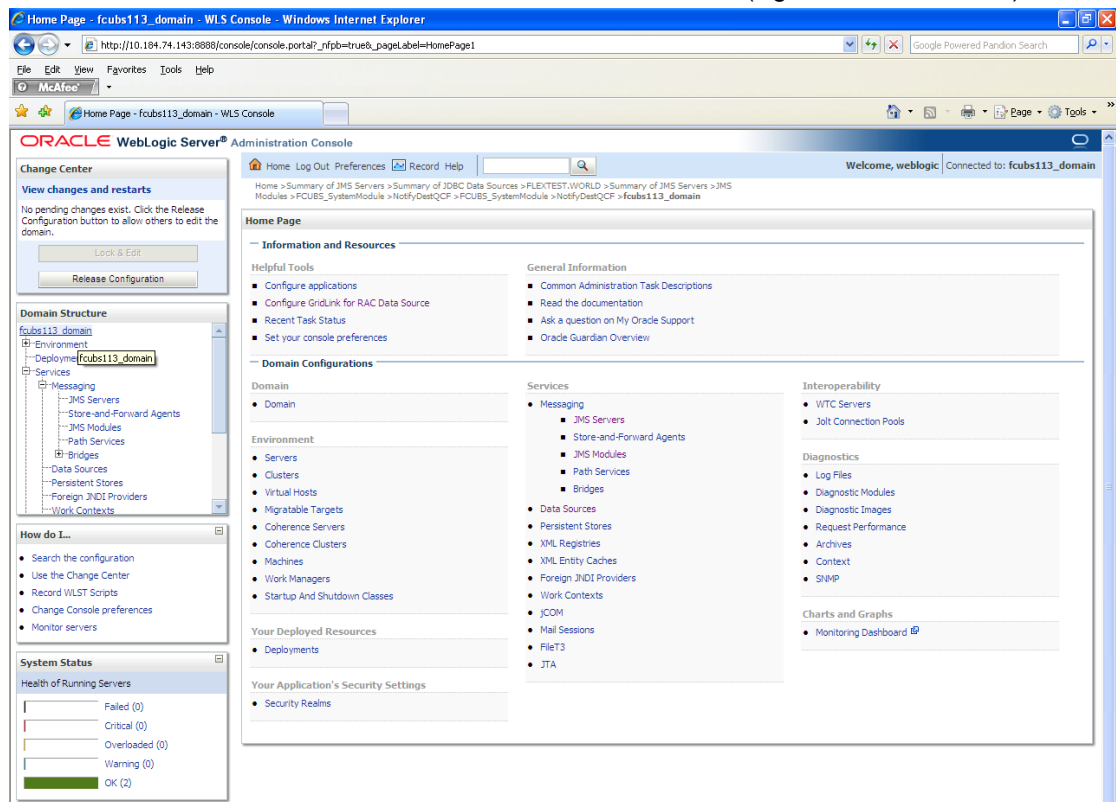 Home Page - fcubs113_domain - WLS Console - Windows Internet Explorer
http://10.184.74.143:8888/console/console.portal?_nfpb=true&_pageLabel=HomePage1
Google Powered Pandion Search
File Edit View Favorites Tools Help
McAfee
Home Page - fcubs113_domain - WLS Console
Page Tools
ORACLE WebLogic Server® Administration Console
Change Center
View changes and restarts
No pending changes exist. Click the Release
Configuration button to allow others to edit the
domain.
Lock & Edit
Release Configuration
Domain Structure
fcubs113_domain
Environment
Deployme
fcubs113_domain
Services
Messaging
JMS Servers
Store-and-Forward Agents
JMS Modules
Path Services
Bridges
Data Sources
Persistent Stores
Foreign JNDI Providers
Work Contexts
How do I...
Search the configuration
Use the Change Center
Record WLST Scripts
Change Console preferences
Monitor servers
System Status
Health of Running Servers
Failed (0)
Critical (0)
Overloaded (0)
Warning (0)
OK (2)
Home Log Out Preferences Record Help
Welcome, weblogic Connected to: fcubs113_domain
Home >Summary of JMS Servers >Summary of JDBC Data Sources >FLEXTEST.WORLD >Summary of JMS Servers >JMS
Modules >FCUBS_SystemModule >NotifyDestQCF >FCUBS_SystemModule >NotifyDestQCF >fcubs113_domain
Home Page
Information and Resources
Helpful Tools
Configure applications
Configure GridLink for RAC Data Source
Recent Task Status
Set your console preferences
General Information
Common Administration Task Descriptions
Read the documentation
Ask a question on My Oracle Support
Oracle Guardian Overview
Domain Configurations
Domain
Domain
Environment
Servers
Clusters
Virtual Hosts
Migratable Targets
Coherence Servers
Coherence Clusters
Machines
Work Managers
Startup And Shutdown Classes
Your Deployed Resources
Deployments
Your Application's Security Settings
Security Realms
Services
Messaging
JMS Servers
Store-and-Forward Agents
JMS Modules
Path Services
Bridges
Data Sources
Persistent Stores
XML Registries
XML Entity Caches
Foreign JNDI Providers
Work Contexts
jCOM
Mail Sessions
FileT3
JTA
Interoperability
WTC Servers
Jolt Connection Pools
Diagnostics
Log Files
Diagnostic Modules
Diagnostic Images
Request Performance
Archives
Context
SNMP
Charts and Graphs
Monitoring Dashboard